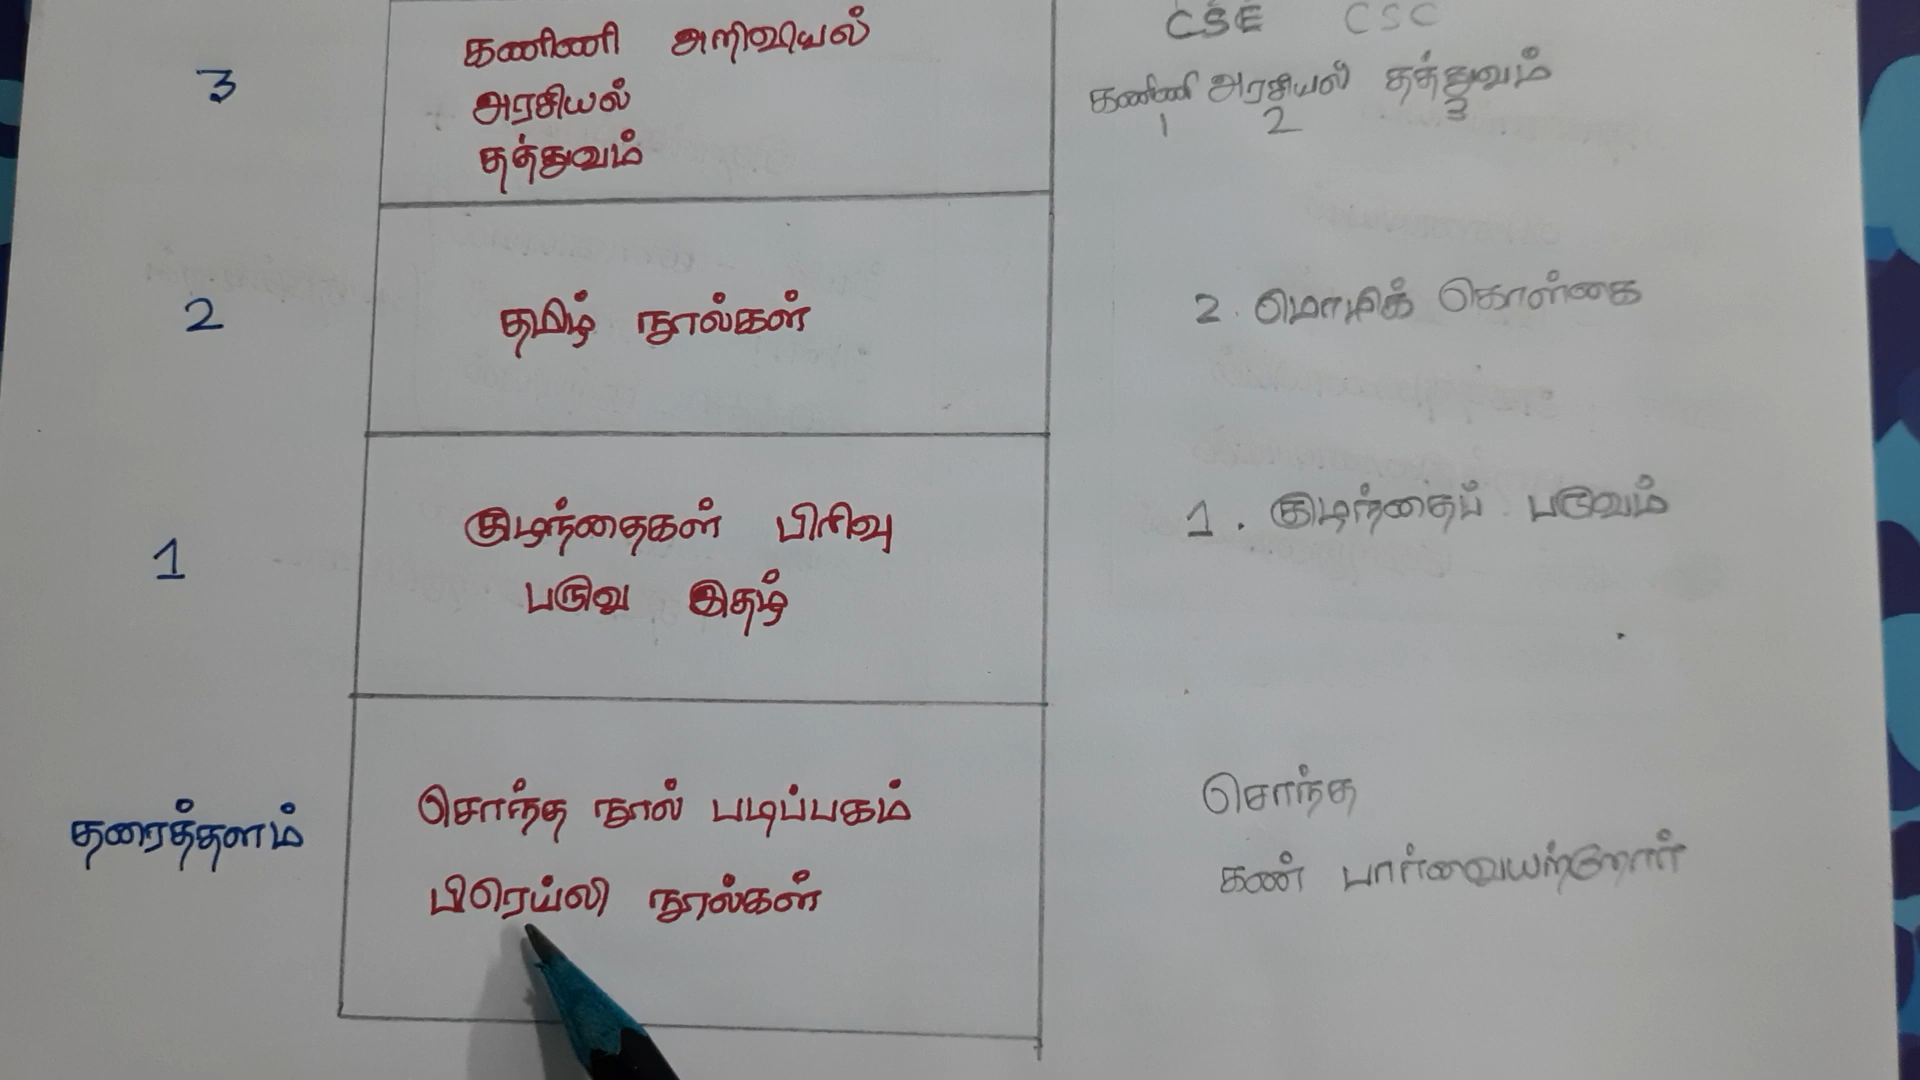 CSE CSC
3 கணினி அறிவியல்
அரசியல்
தத்துவம்
கணினி அரசியல் தத்துவம்
1 2 3
2 தமிழ் நூல்கள் 2. மொழிக் கொள்கை
1 குழந்தைகள் பிரிவு 1. குழந்தைப் பருவம்
பருவ இதழ்
தரைத்தளம் சொந்த நூல் படிப்பகம் சொந்த
பிரெய்லி நூல்கள் கண் பார்வையற்றோர்